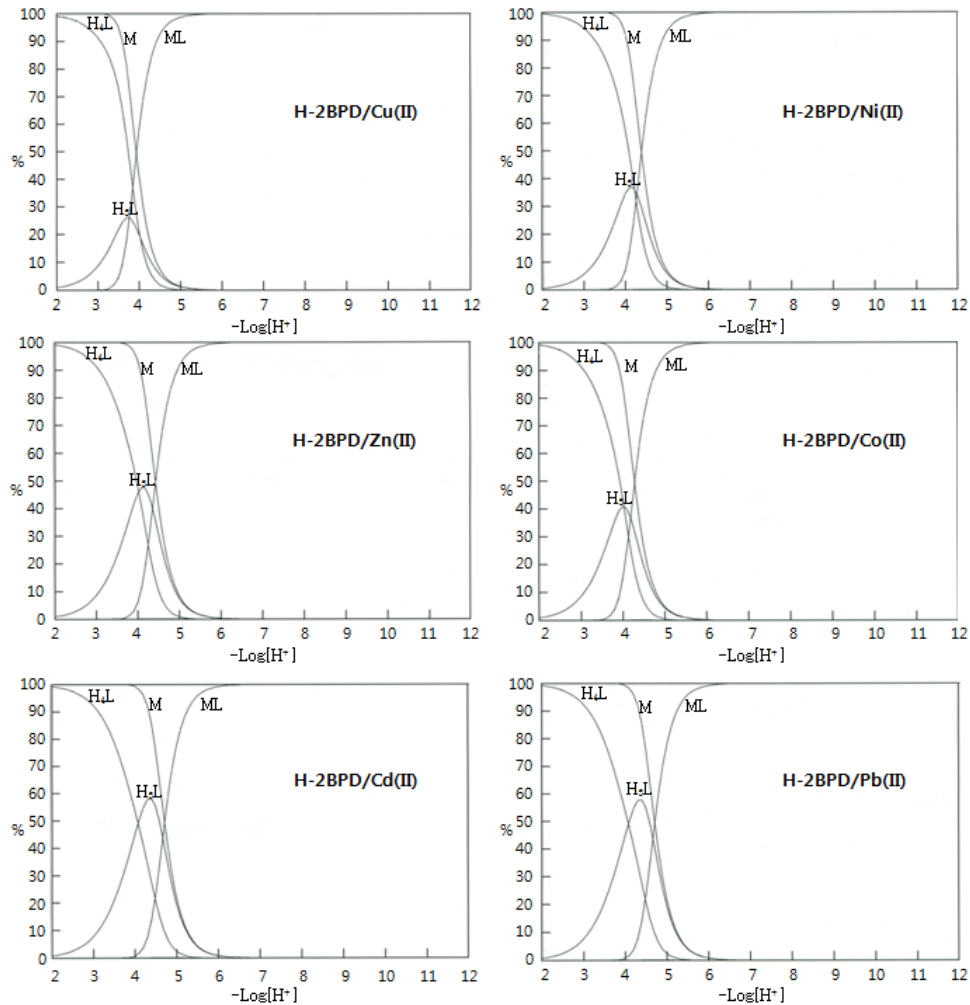 100
H₄L M ML
90
80
70
H-2BPD/Cu(II)
60
50
%
40
30
H₃L
20
10
0
2 3 4 5 6 7 8 9 10 11 12
-Log[H⁺]
100
H₄L M ML
90
80
70
H-2BPD/Ni(II)
60
50
%
40
H₃L
30
20
10
0
2 3 4 5 6 7 8 9 10 11 12
-Log[H⁺]
100
H₄L M ML
90
80
70
H-2BPD/Zn(II)
60
50
H₃L
%
40
30
20
10
0
2 3 4 5 6 7 8 9 10 11 12
-Log[H⁺]
100
H₄L M ML
90
80
70
H-2BPD/Co(II)
60
50
%
H₃L
40
30
20
10
0
2 3 4 5 6 7 8 9 10 11 12
-Log[H⁺]
100
H₄L M ML
90
80
70
H-2BPD/Cd(II)
60
H₃L
50
%
40
30
20
10
0
2 3 4 5 6 7 8 9 10 11 12
-Log[H⁺]
100
H₄L M ML
90
80
70
H-2BPD/Pb(II)
60
H₃L
50
%
40
30
20
10
0
2 3 4 5 6 7 8 9 10 11 12
-Log[H⁺]